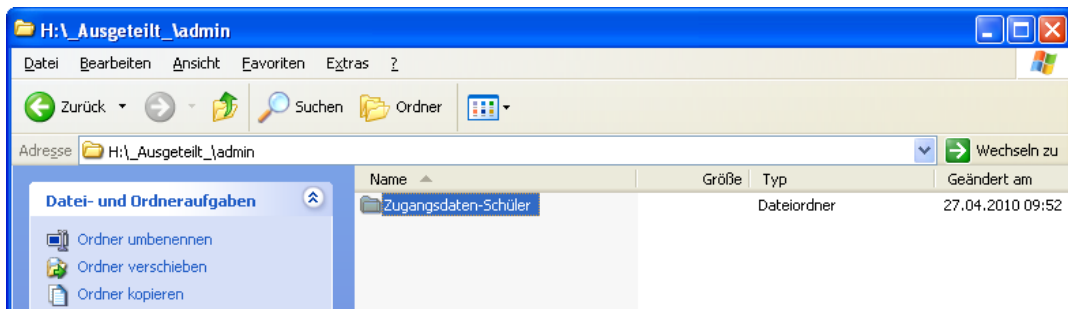 H:\_Ausgeteilt_\admin
Datei Bearbeiten Ansicht Favoriten Extras ?
Zurück Suchen Ordner
Adresse H:\_Ausgeteilt_\admin Wechseln zu
Name Größe Typ Geändert am
Datei- und Ordneraufgaben
Zugangsdaten-Schüler Dateiordner 27.04.2010 09:52
Ordner umbenennen
Ordner verschieben
Ordner kopieren